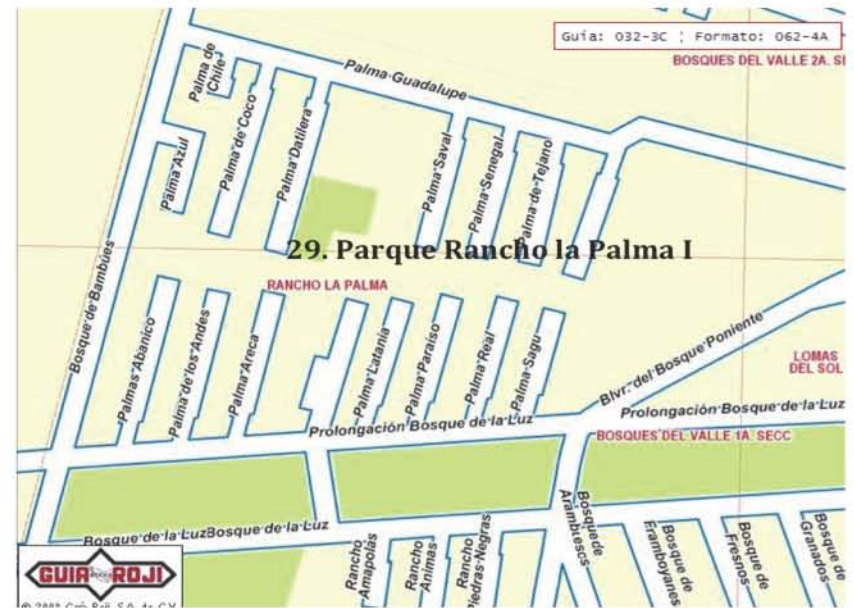 Guía: 032-3C ¦ Formato: 062-4A
BOSQUES DEL VALLE 2A. SE
Palma de
Chile
Palma Guadalupe
Palma de Coco
Palma Datilera
Palma Azul
Palma Saval
Palma Senegal
Palma de Tejano
29. Parque Rancho la Palma I
RANCHO LA PALMA
Bosque de Bambúes
Palmas Abanico
Palma de los Andes
Palma Areca
Palma Latania
Palma Paraiso
Palma Real
Palma Sagu
Blvr. del Bosque Poniente
LOMAS
DEL SOL
Prolongación Bosque de la Luz
Prolongación Bosque de la Luz
BOSQUES DEL VALLE 1A. SECC
Bosque de la Luz
Bosque de la Luz
Rancho
Amapolas
Rancho
Animas
Rancho
Piedras Negras
Bosque de
Bosque de
Eramboyanes
Bosque de
Fresnos
Bosque de
Granados
GUIA ROJI